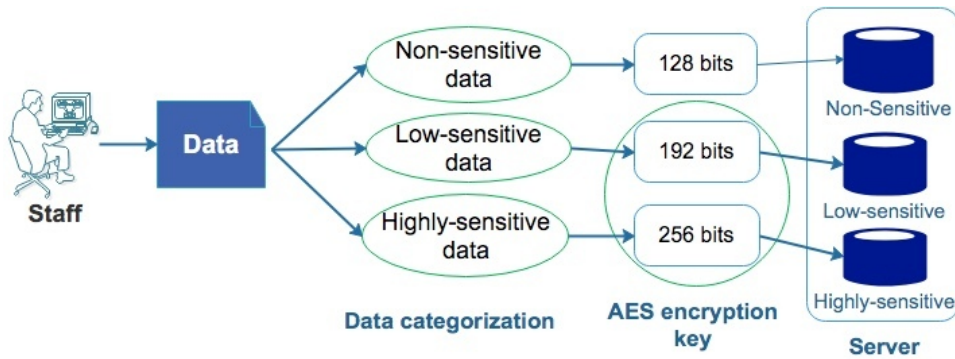 Staff
Data
Non-sensitive
data
Low-sensitive
data
Highly-sensitive
data
Data categorization
128 bits
192 bits
256 bits
AES encryption
key
Non-Sensitive
Low-sensitive
Highly-sensitive
Server